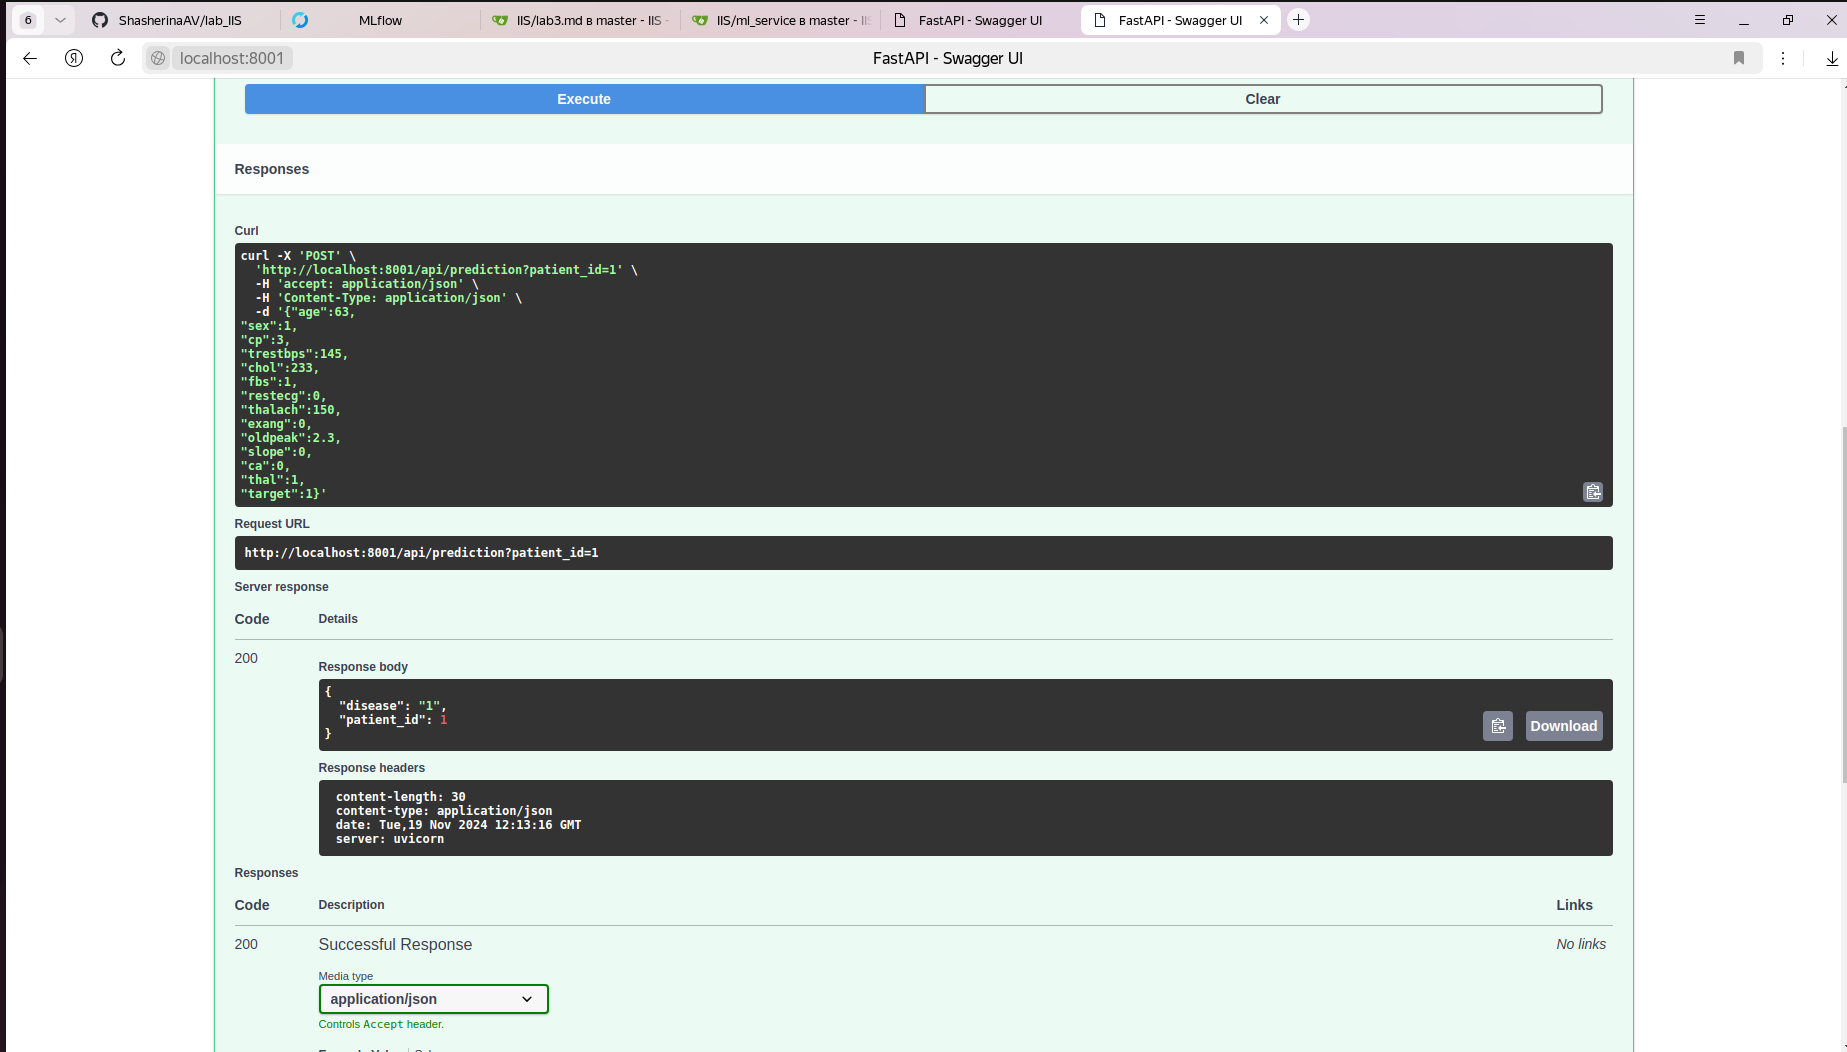 6
ShasherinaAV/lab_IIS
MLflow
IIS/lab3.md в master - IIS -
IIS/ml_service в master - IIS
FastAPI - Swagger UI
FastAPI - Swagger UI
localhost:8001
FastAPI - Swagger UI
Execute
Clear
Responses
Curl
curl -X 'POST' \
'http://localhost:8001/api/prediction?patient_id=1' \
-H 'accept: application/json' \
-H 'Content-Type: application/json' \
-d '{"age":63,
"sex":1,
"cp":3,
"trestbps":145,
"chol":233,
"fbs":1,
"restecg":0,
"thalach":150,
"exang":0,
"oldpeak":2.3,
"slope":0,
"ca":0,
"thal":1,
"target":1}'
Request URL
http://localhost:8001/api/prediction?patient_id=1
Server response
Code Details
200
Response body
{
"disease": "1",
"patient_id": 1
}
Download
Response headers
content-length: 30
content-type: application/json
date: Tue,19 Nov 2024 12:13:16 GMT
server: uvicorn
Responses
Code Description Links
200 Successful Response No links
Media type
application/json
Controls Accept header.